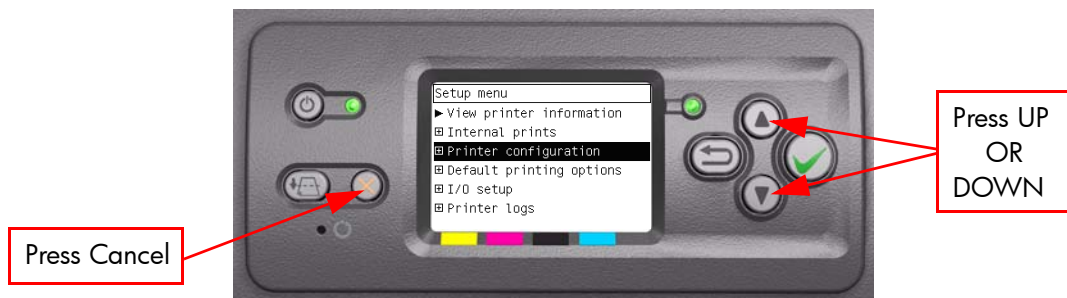 Setup menu
View printer information
Internal prints
Printer configuration
Default printing options
I/O setup
Printer logs
Press UP
OR
DOWN
Press Cancel